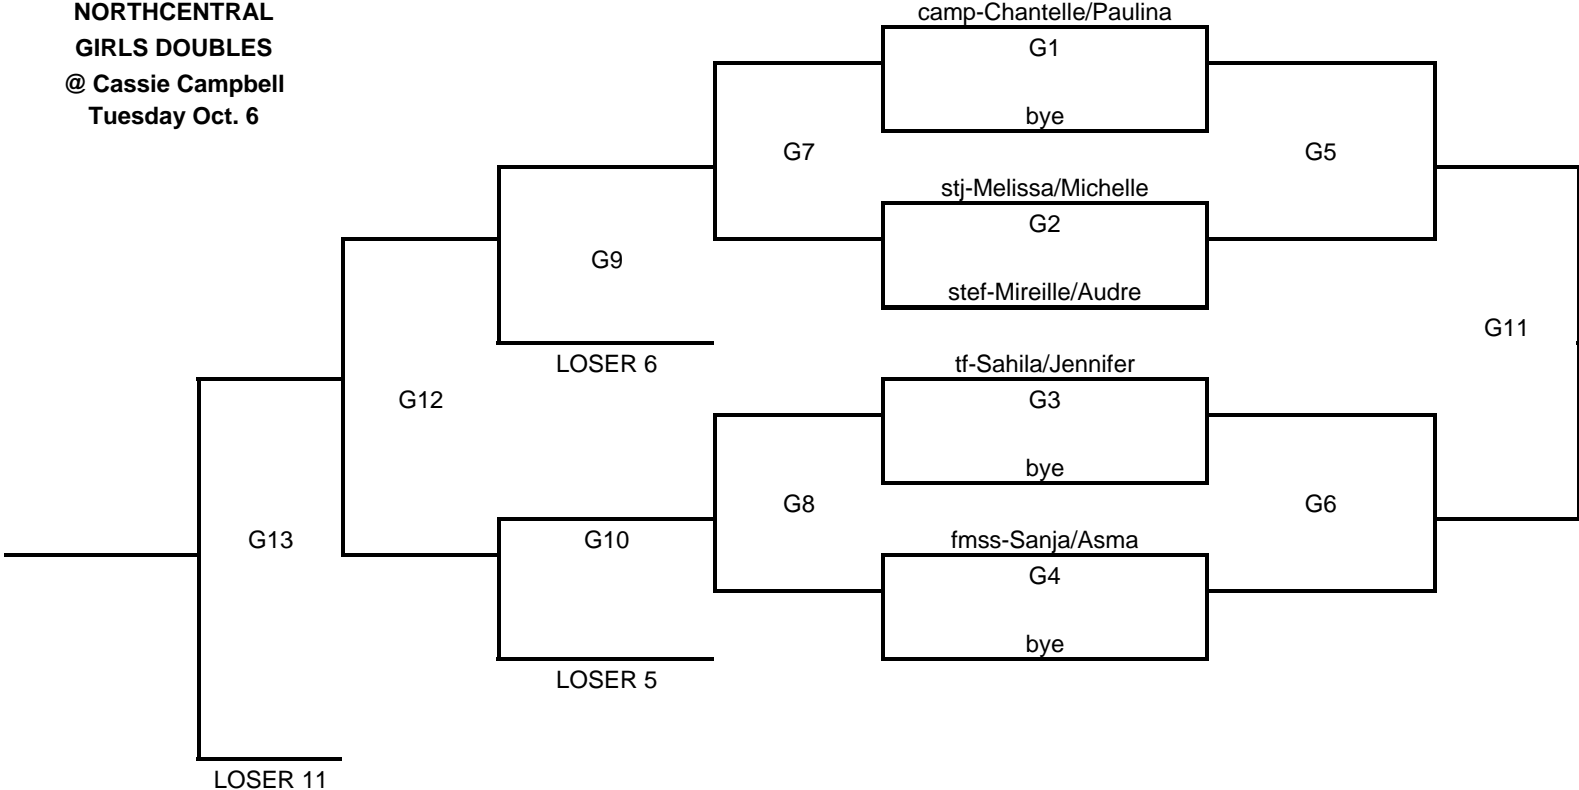 NORTHCENTRAL
GIRLS DOUBLES
@ Cassie Campbell
Tuesday Oct. 6
camp-Chantelle/Paulina
G1
bye
G7
G5
stj-Melissa/Michelle
G2
G9
stef-Mireille/Audre
G11
LOSER 6
tf-Sahila/Jennifer
G12
G3
bye
G8
G6
G13
G10
fmss-Sanja/Asma
G4
bye
LOSER 5
LOSER 11